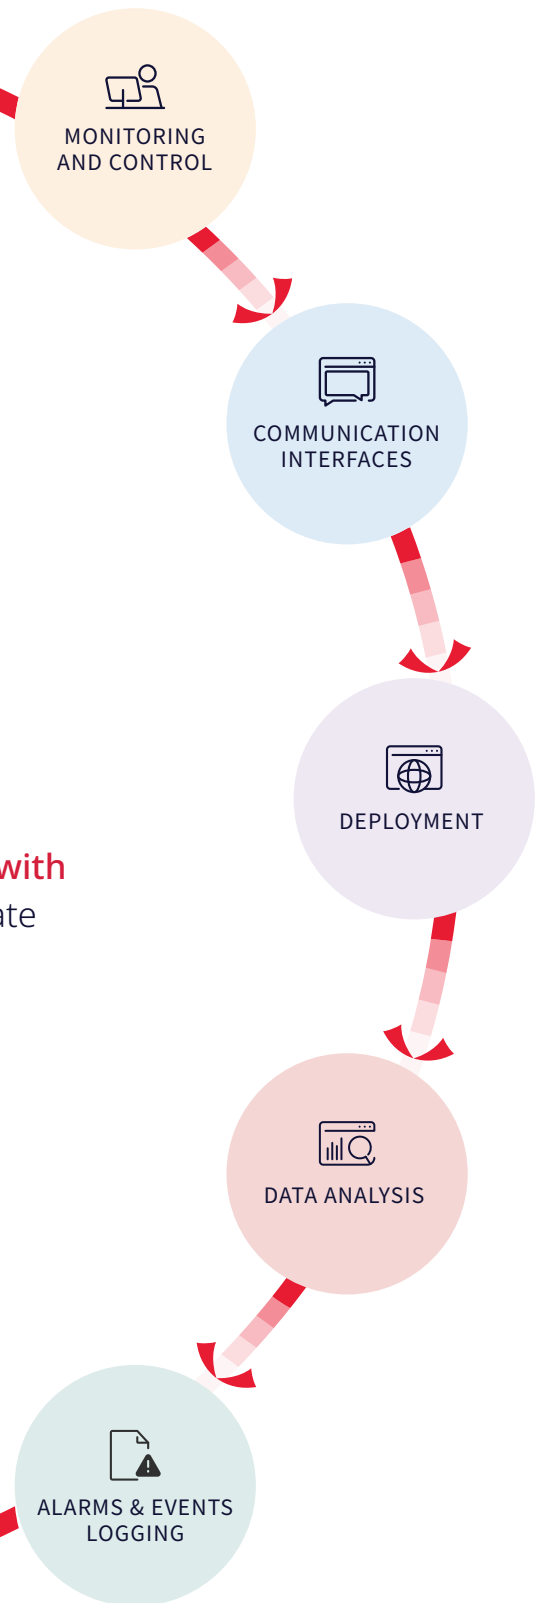 MONITORING
AND CONTROL
COMMUNICATION
INTERFACES
DEPLOYMENT
with
ate
DATA ANALYSIS
ALARMS & EVENTS
LOGGING